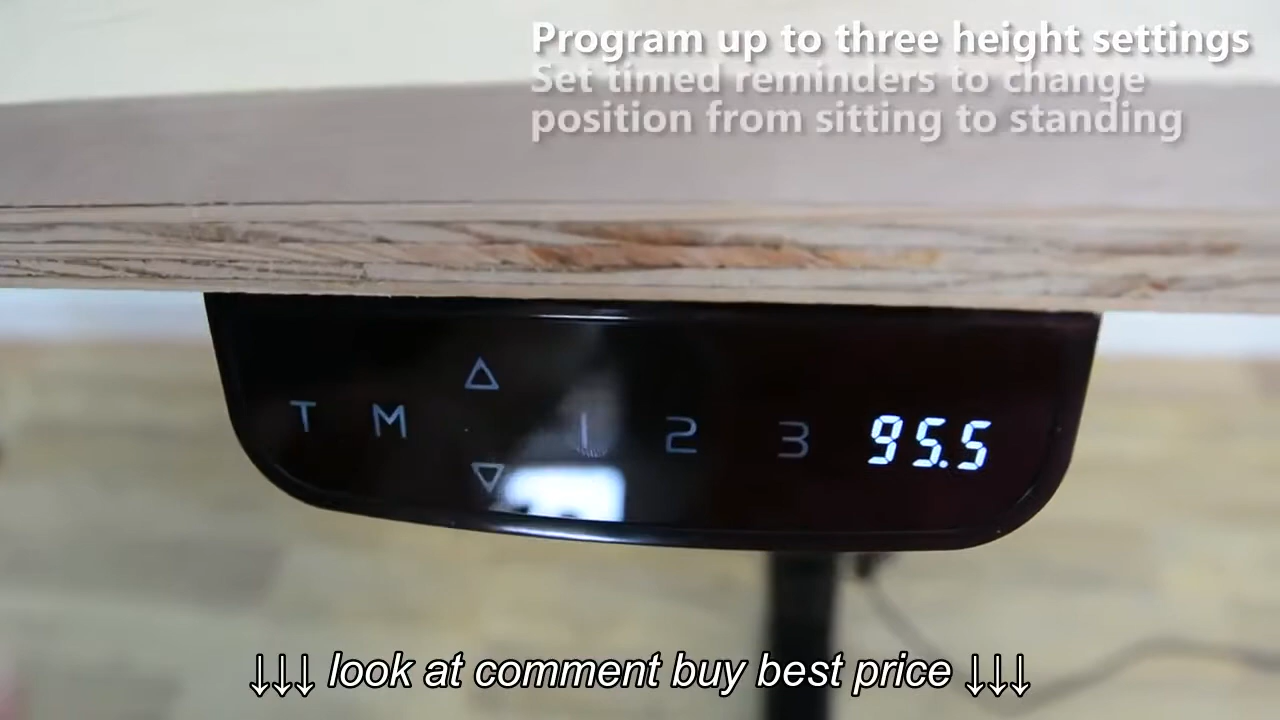 Program up to three height settings
Set timed reminders to change
position from sitting to standing
T M △ ▽ 1 2 3 95.5
↓↓↓ look at comment buy best price ↓↓↓